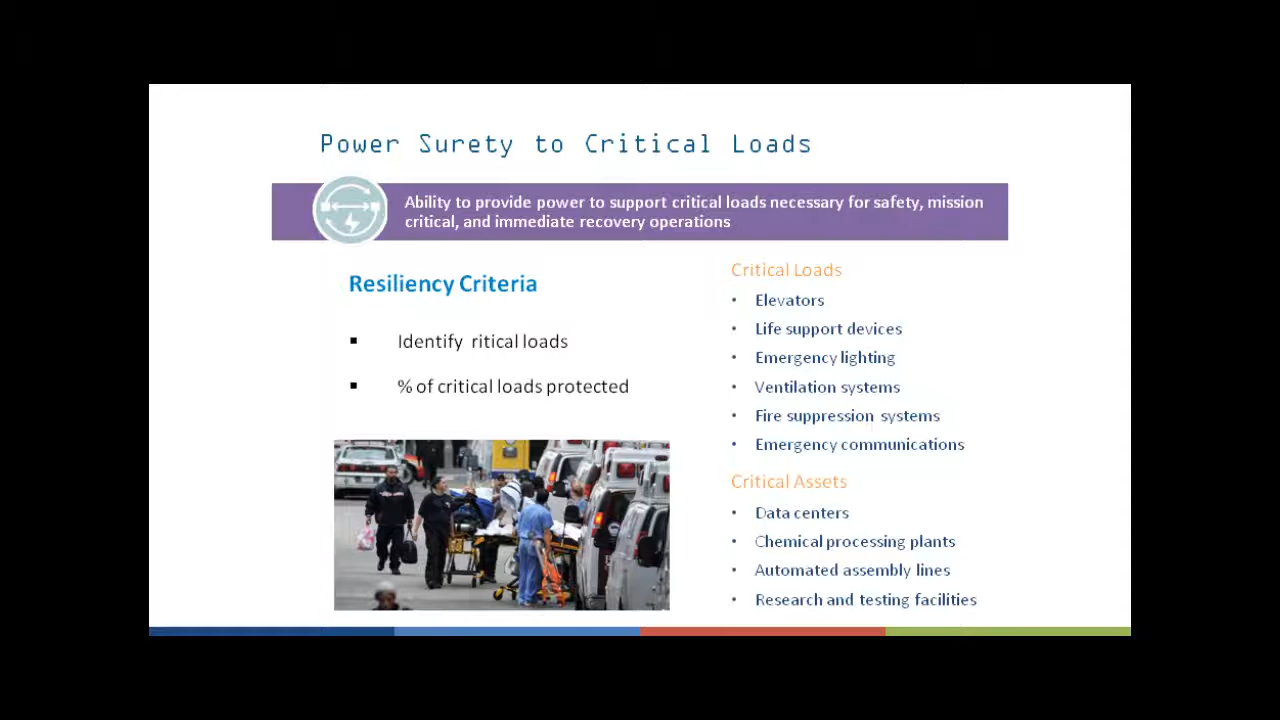 Power Surety to Critical Loads
Ability to provide power to support critical loads necessary for safety, mission
critical, and immediate recovery operations
Resiliency Criteria
▪ Identify ritical loads
▪ % of critical loads protected
Critical Loads
• Elevators
• Life support devices
• Emergency lighting
• Ventilation systems
• Fire suppression systems
• Emergency communications
Critical Assets
• Data centers
• Chemical processing plants
• Automated assembly lines
• Research and testing facilities